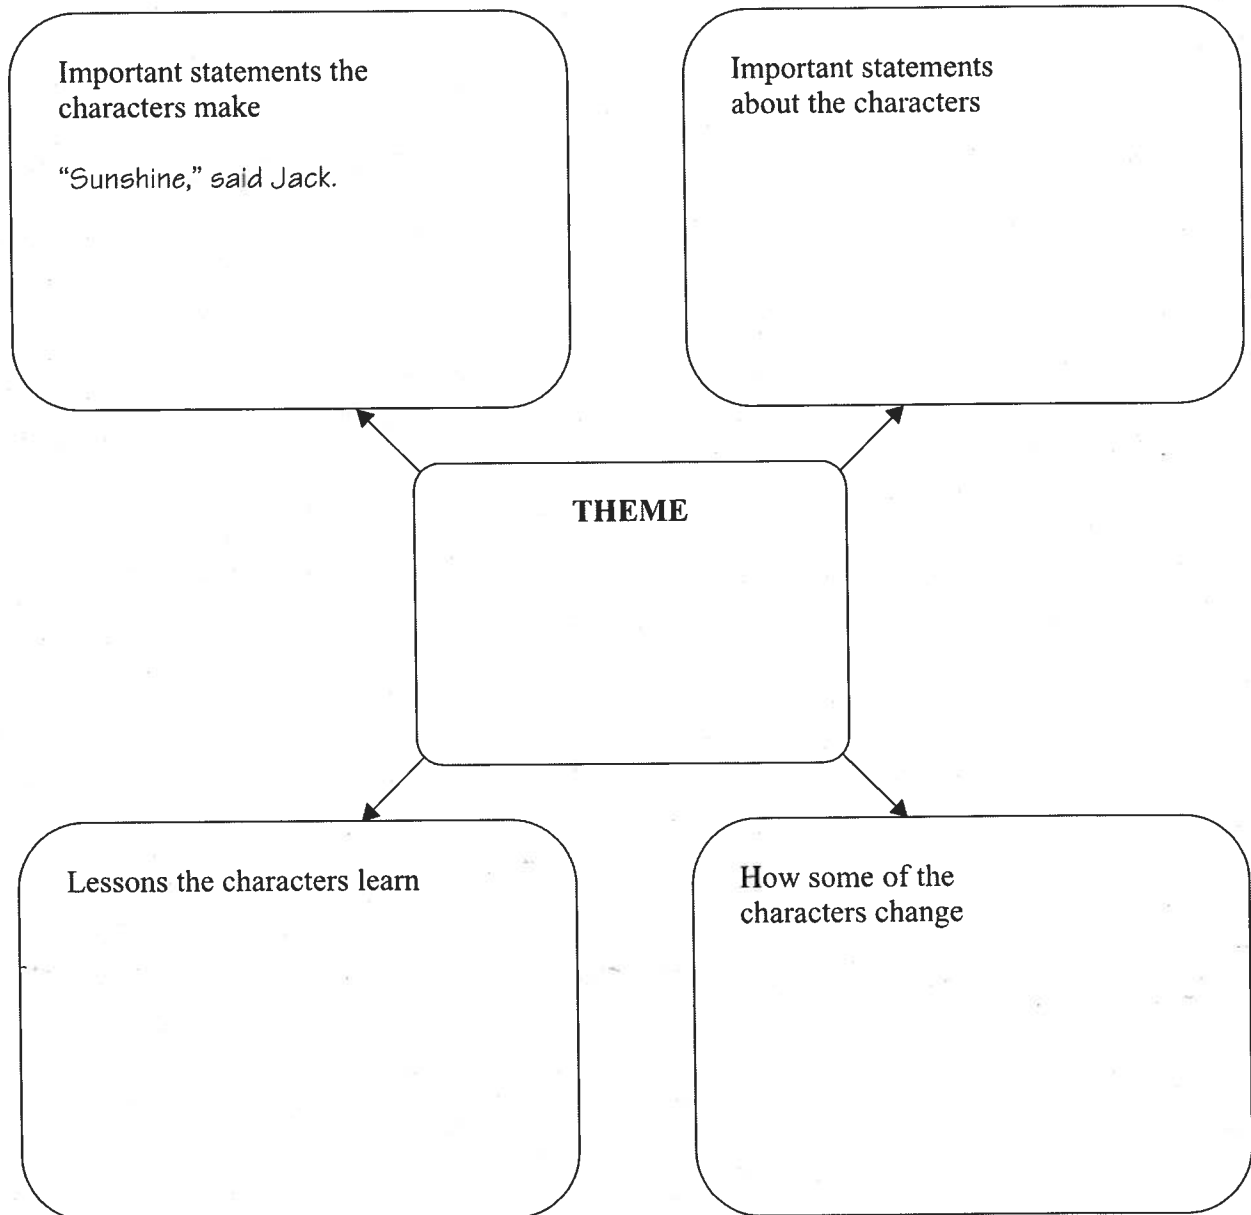 Important statements the
characters make
“Sunshine,” said Jack.
Important statements
about the characters
THEME
Lessons the characters learn
How some of the
characters change